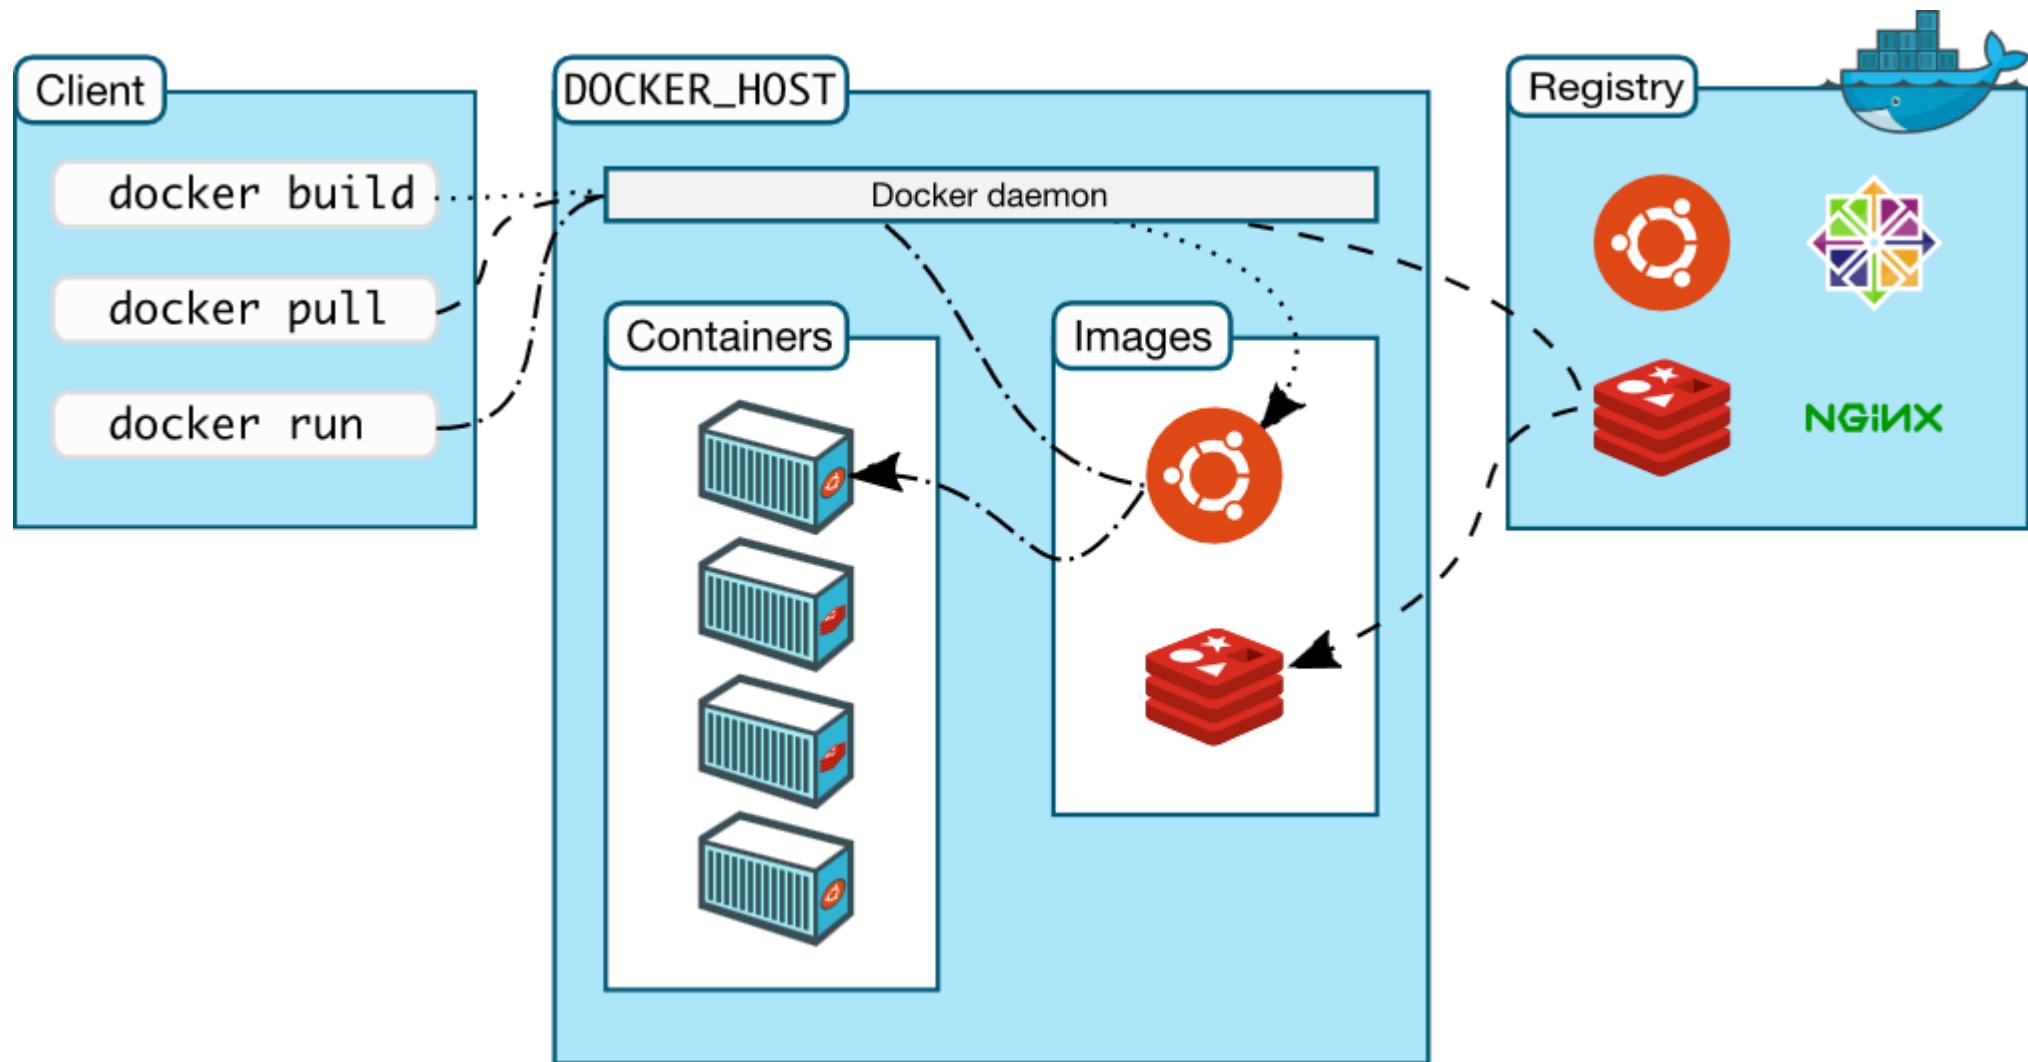 Client
docker build
docker pull
docker run
DOCKER_HOST
Docker daemon
Containers
Images
Registry
NGiNX